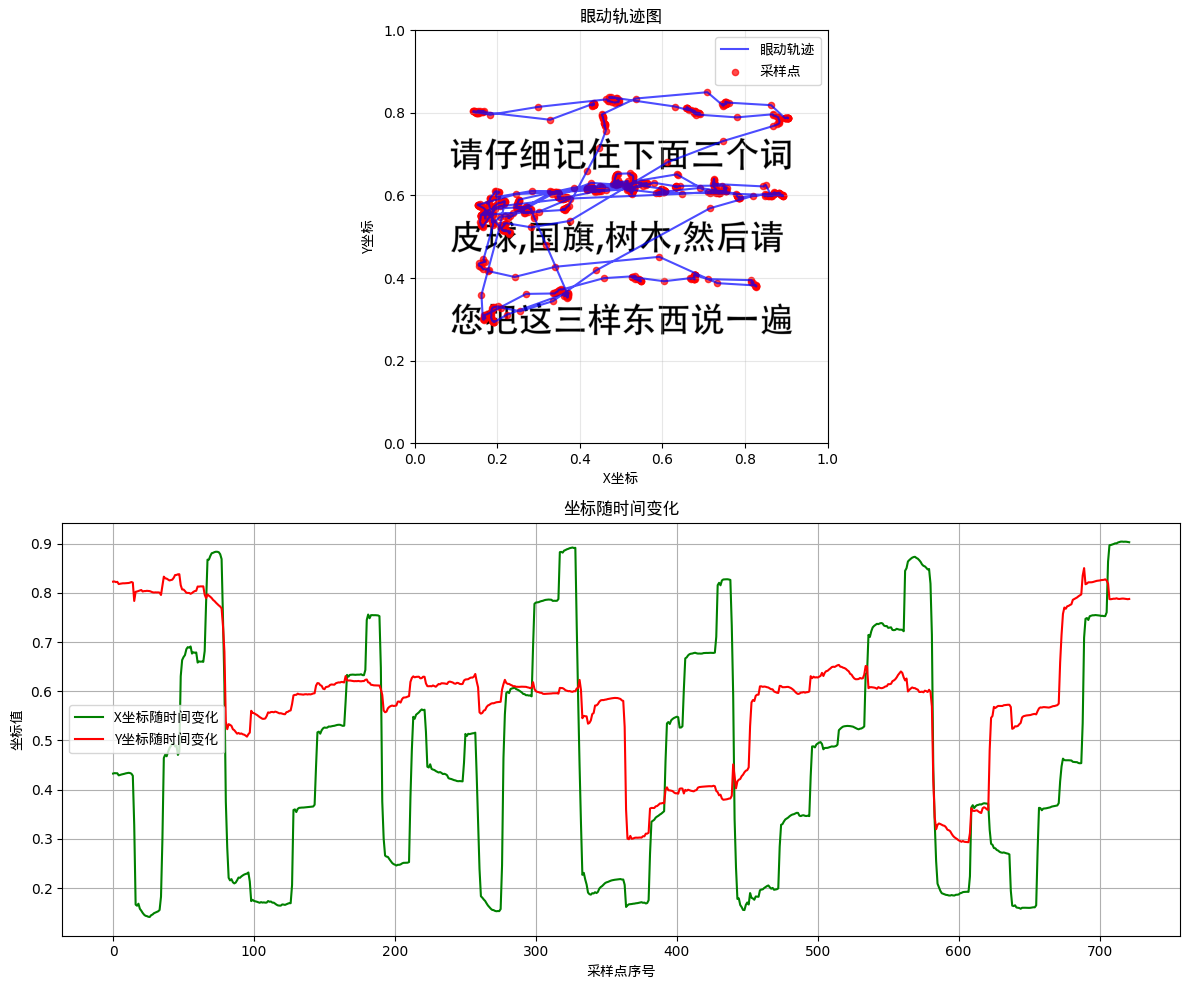 眼动轨迹图
1.0
0.8
0.6
0.4
0.2
0.0
Y坐标
眼动轨迹
采样点
请仔细记住下面三个词
皮球,国旗,树木,然后请
您把这三样东西说一遍
0.0 0.2 0.4 0.6 0.8 1.0
X坐标
坐标随时间变化
0.9
0.8
0.7
0.6
0.5
0.4
0.3
0.2
坐标值
X坐标随时间变化
Y坐标随时间变化
0 100 200 300 400 500 600 700
采样点序号